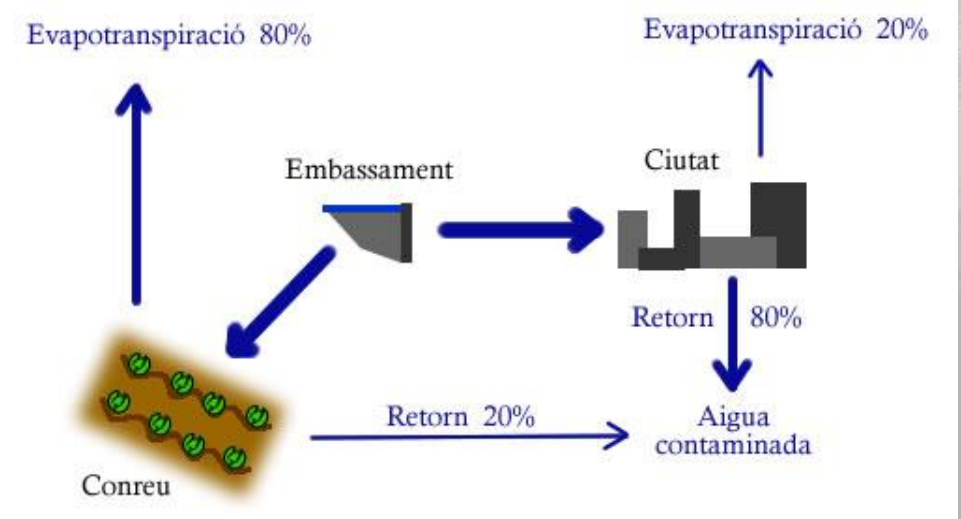 Evapotranspiració 80%
Evapotranspiració 20%
Embassament
Ciutat
Retorn 80%
Retorn 20%
Aigua
contaminada
Conreu